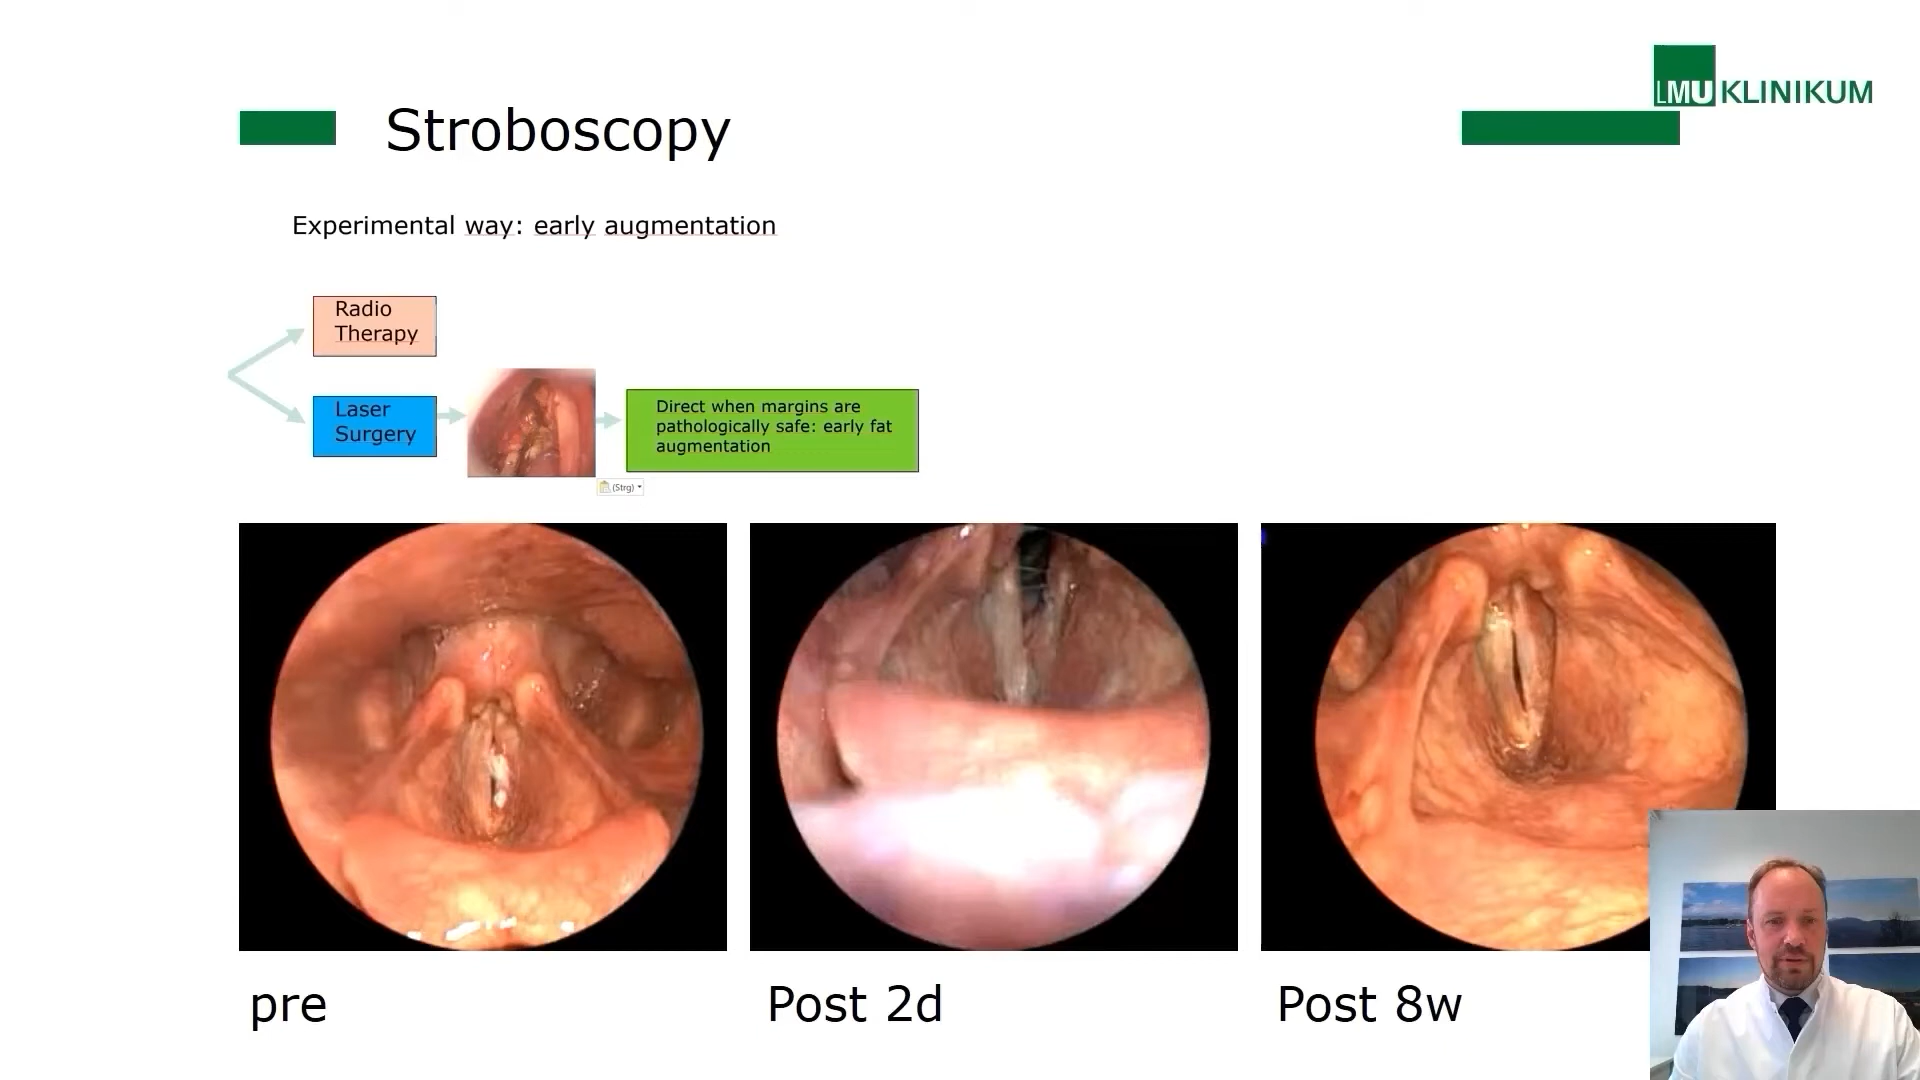 LMU KLINIKUM
Stroboscopy
Experimental way: early augmentation
Radio
Therapy
Laser
Surgery
Direct when margins are
pathologically safe: early fat
augmentation
(Strg)
pre
Post 2d
Post 8w